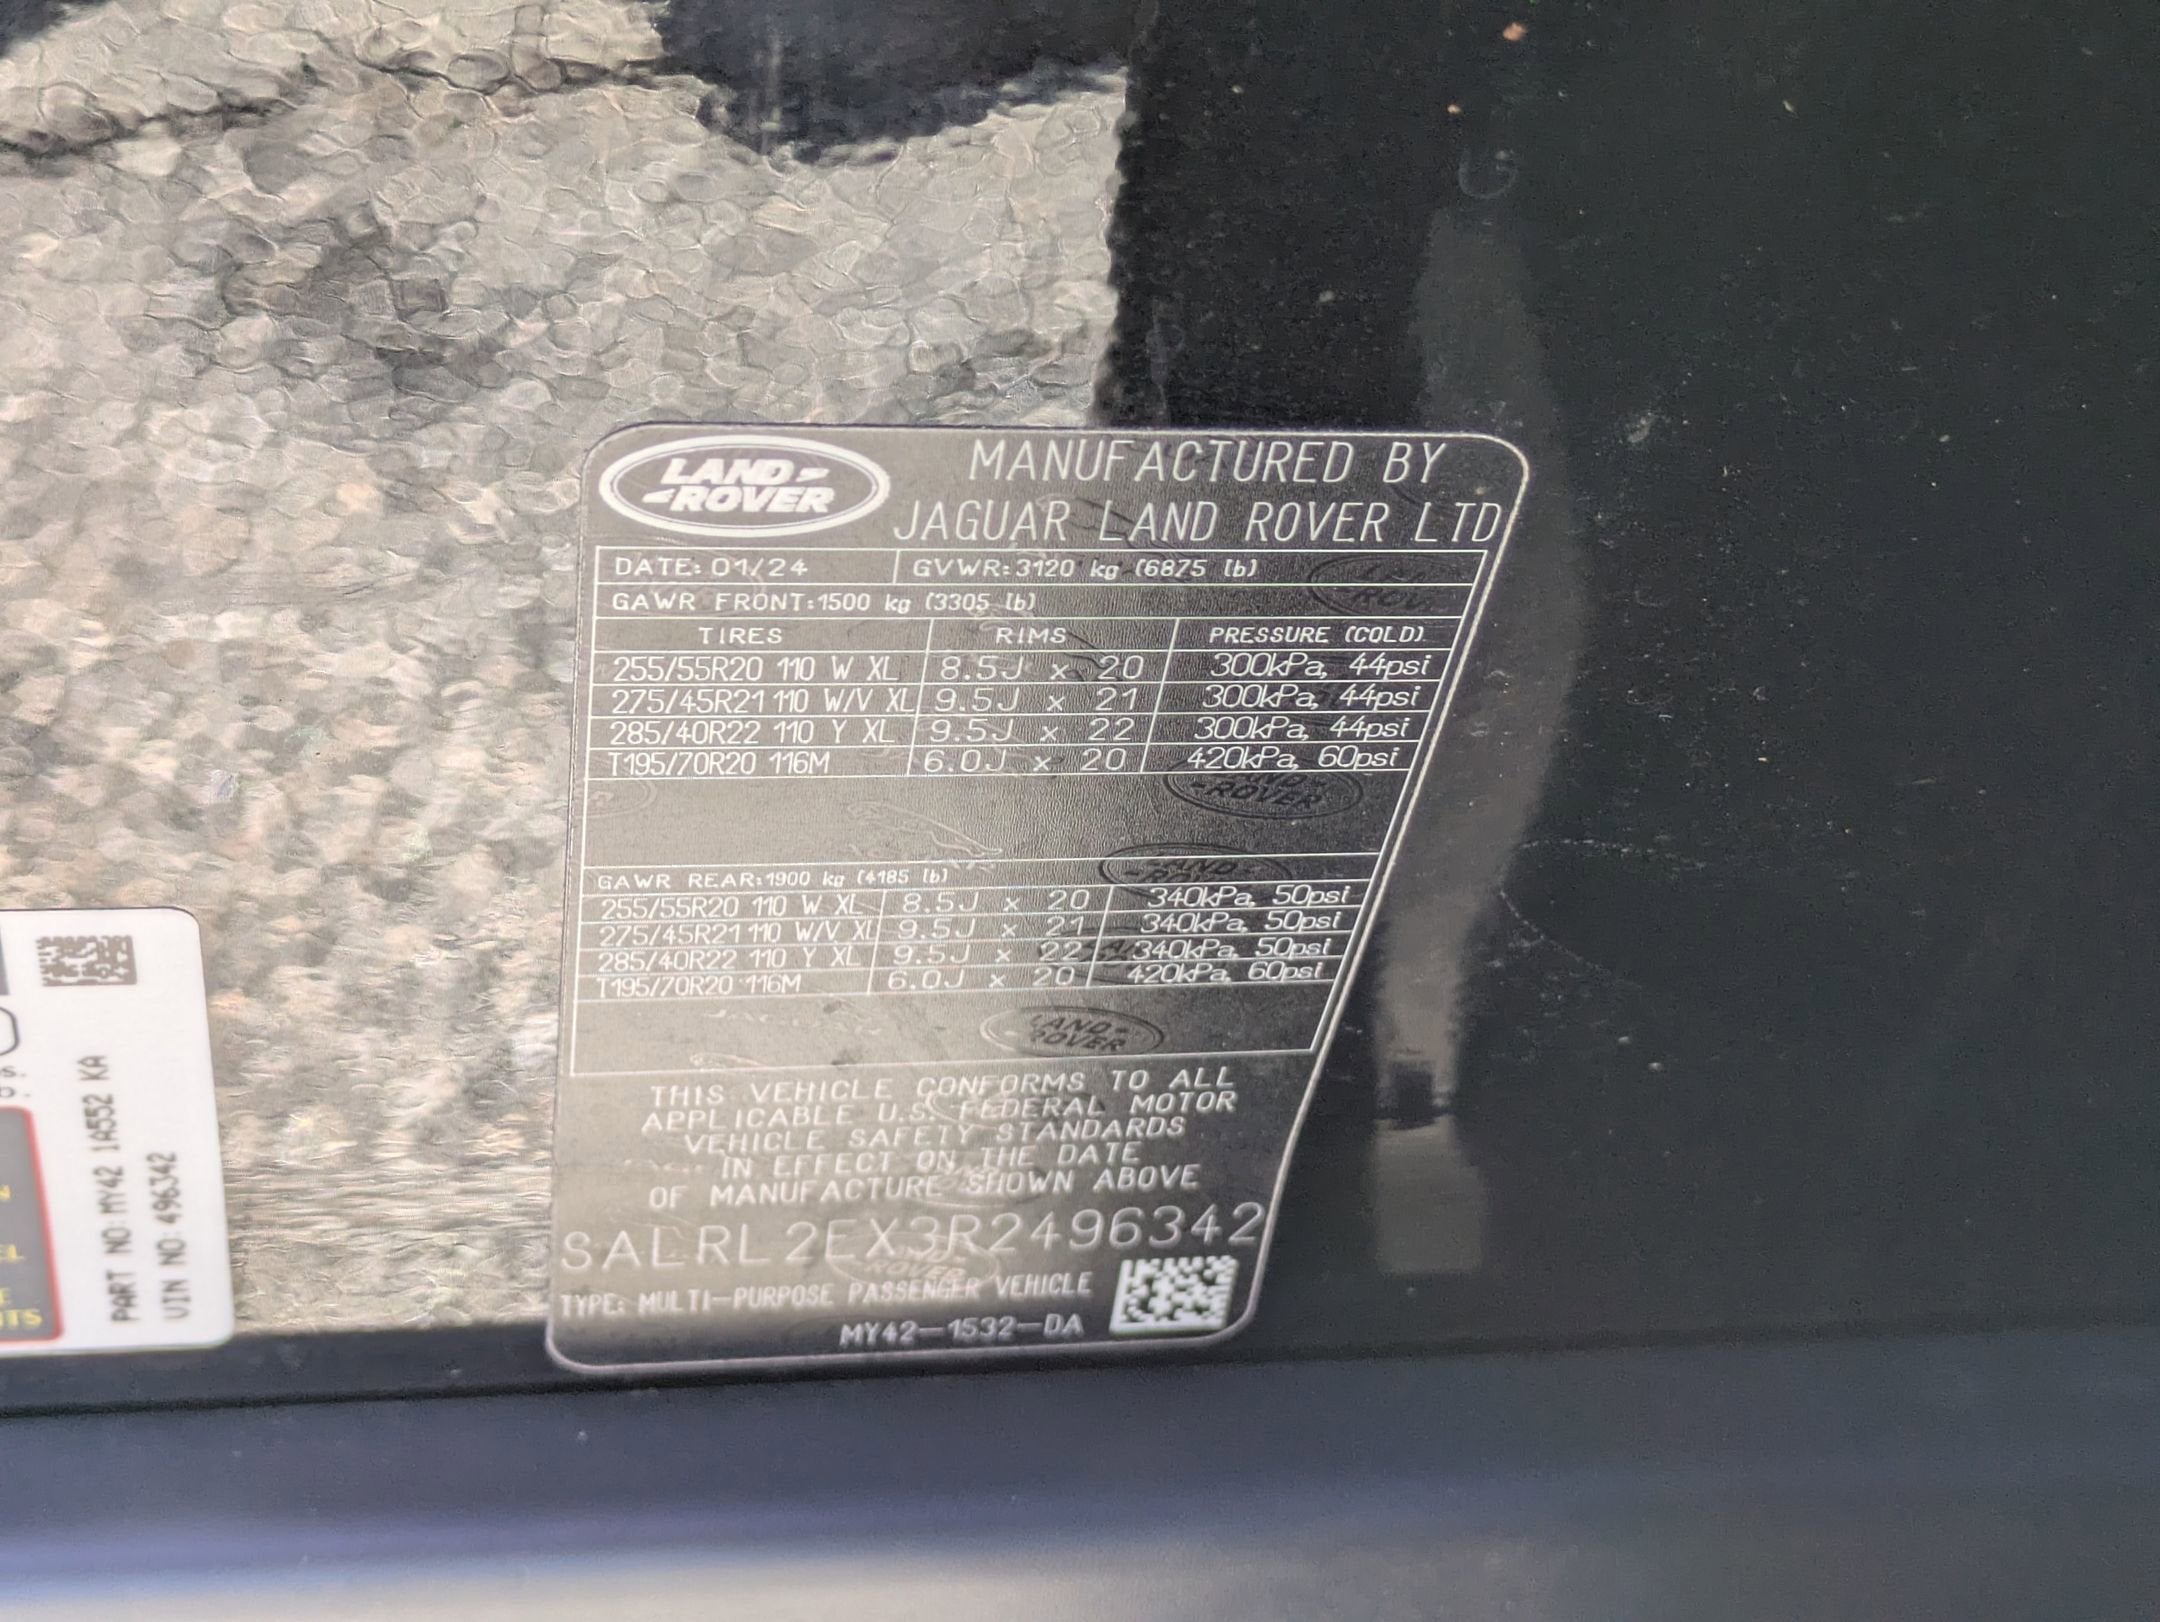 LAND ROVER
MANUFACTURED BY
JAGUAR LAND ROVER LTD
DATE: 01/24 GVWR: 3120 kg (6875 lb)
GAWR FRONT: 1500 kg (3305 lb)
TIRES RIMS PRESSURE (COLD)
255/55R20 110 W XL 8.5J x 20 300kPa, 44psi
275/45R21 110 W/V XL 9.5J x 21 300kPa, 44psi
285/40R22 110 Y XL 9.5J x 22 300kPa, 44psi
T195/70R20 116M 6.0J x 20 420kPa, 60psi
GAWR REAR: 1900 kg (4185 lb)
255/55R20 110 W XL 8.5J x 20 340kPa, 50psi
275/45R21 110 W/V XL 9.5J x 21 340kPa, 50psi
285/40R22 110 Y XL 9.5J x 22 340kPa, 50psi
T195/70R20 116M 6.0J x 20 420kPa, 60psi
THIS VEHICLE CONFORMS TO ALL
APPLICABLE U.S. FEDERAL MOTOR
VEHICLE SAFETY STANDARDS
IN EFFECT ON THE DATE
OF MANUFACTURE SHOWN ABOVE
SALRL2EX3R2496342
TYPE: MULTI-PURPOSE PASSENGER VEHICLE
MY42-1532-DA
PART NO: MY42 1A552 KA
VIN NO: 496342